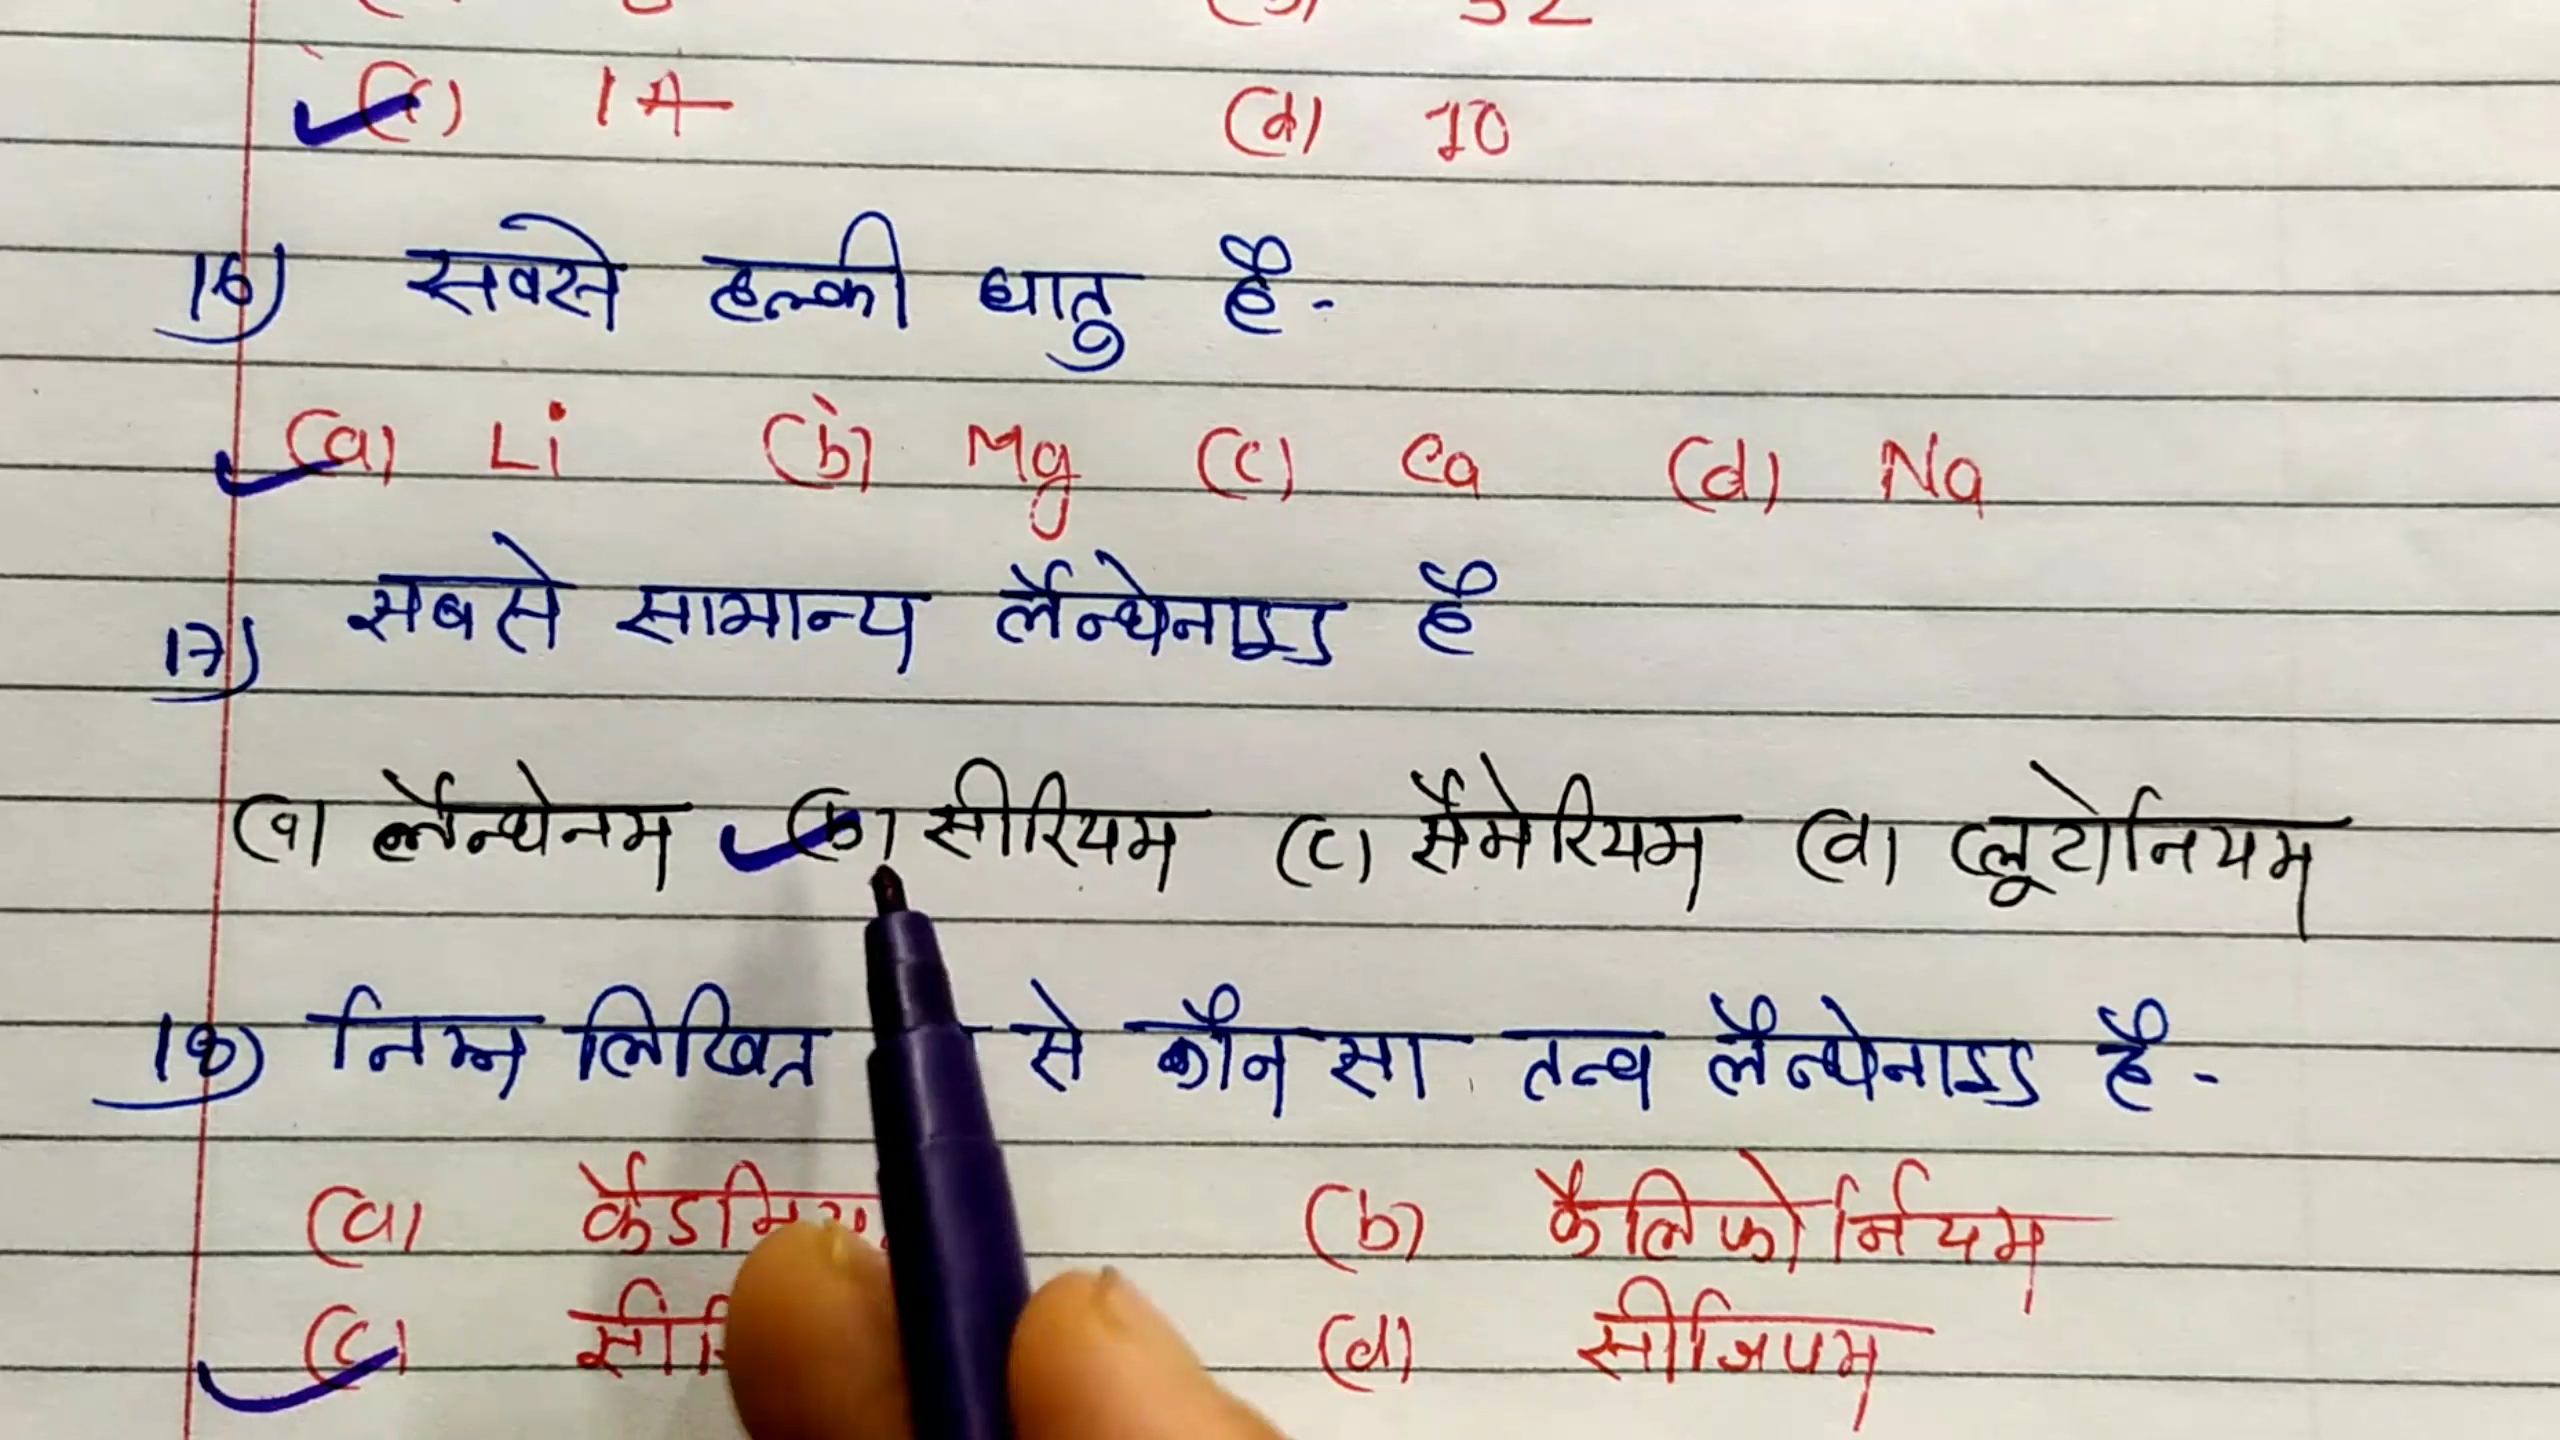 (c) 14 (d) 10
16) सबसे हल्की धातु है-
(a) Li (b) Mg (c) Ca (d) Na
17) सबसे सामान्य लैन्थेनाइड है
(a) लैन्थेनम (b) सीरियम (c) सैमेरियम (d) प्लूटोनियम
18) निम्न लिखित से कौन सा तत्व लैन्थेनाइड है-
(a) (b) कैलिफोर्नियम
(c) (d) सीजियम